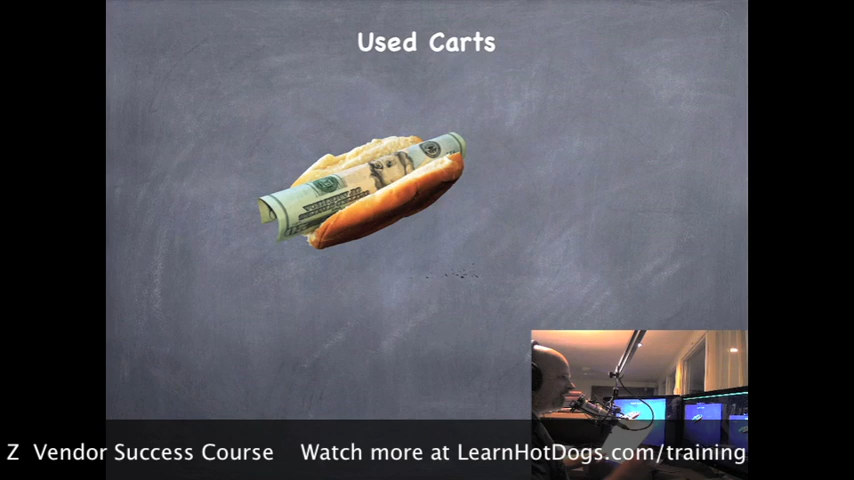 Used Carts
Z  Vendor Success Course    Watch more at LearnHotDogs.com/training